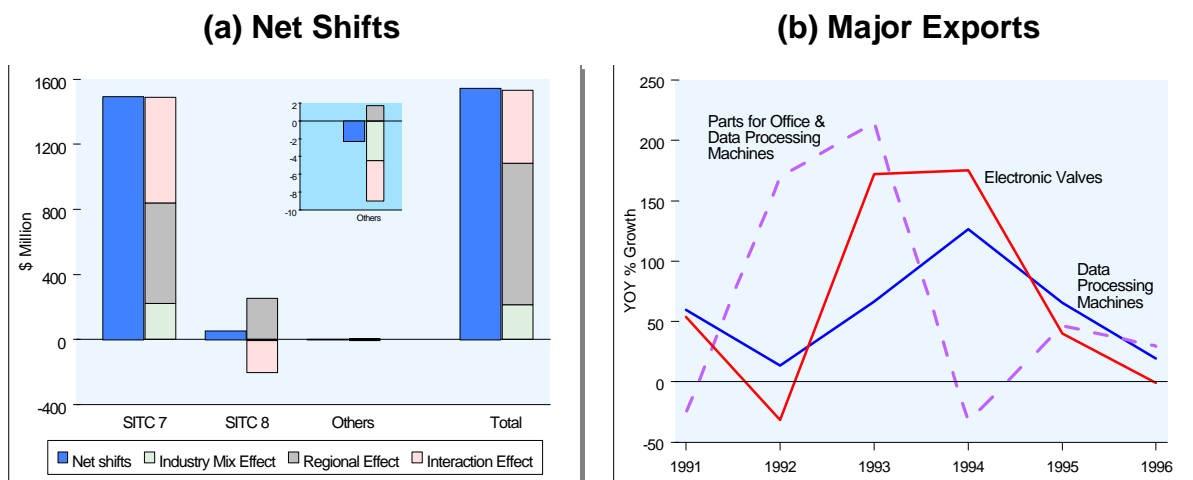 (a) Net Shifts
1600
1200
800
400
0
-400
$ Million
2
0
-2
-4
-6
-8
-10
Others
SITC 7
SITC 8
Others
Total
Net shifts
Industry Mix Effect
Regional Effect
Interaction Effect
(b) Major Exports
250
200
150
100
50
0
-50
YOY % Growth
Parts for Office &
Data Processing
Machines
Electronic Valves
Data
Processing
Machines
1991
1992
1993
1994
1995
1996